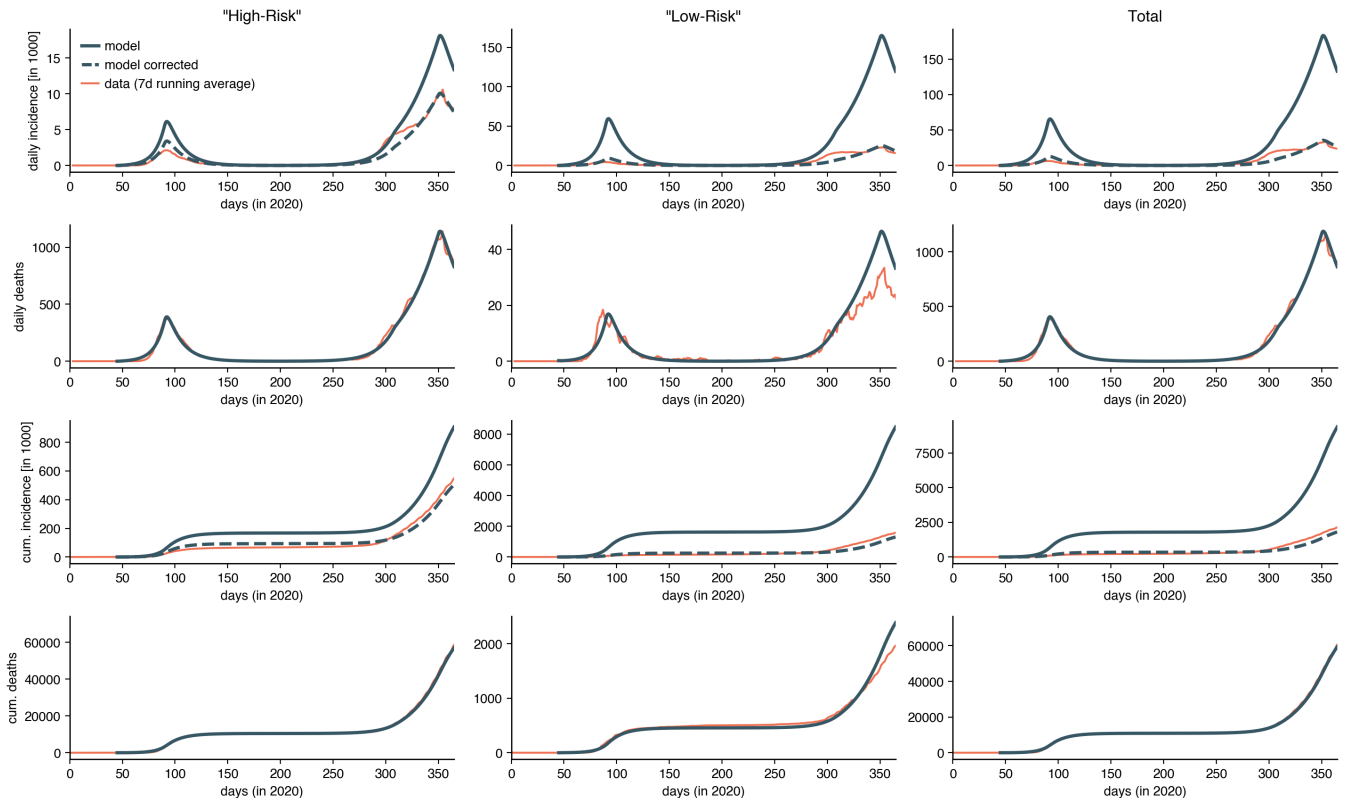 "High-Risk" "Low-Risk" Total
daily incidence [in 1000]
model
model corrected
data (7d running average)
15
10
5
0
0 50 100 150 200 250 300 350
days (in 2020)
150
100
50
0
0 50 100 150 200 250 300 350
days (in 2020)
150
100
50
0
0 50 100 150 200 250 300 350
days (in 2020)
daily deaths
1000
500
0
0 50 100 150 200 250 300 350
days (in 2020)
40
20
0
0 50 100 150 200 250 300 350
days (in 2020)
1000
500
0
0 50 100 150 200 250 300 350
days (in 2020)
cum. incidence [in 1000]
800
600
400
200
0
0 50 100 150 200 250 300 350
days (in 2020)
8000
6000
4000
2000
0
0 50 100 150 200 250 300 350
days (in 2020)
7500
5000
2500
0
0 50 100 150 200 250 300 350
days (in 2020)
cum. deaths
60000
40000
20000
0
0 50 100 150 200 250 300 350
days (in 2020)
2000
1000
0
0 50 100 150 200 250 300 350
days (in 2020)
60000
40000
20000
0
0 50 100 150 200 250 300 350
days (in 2020)